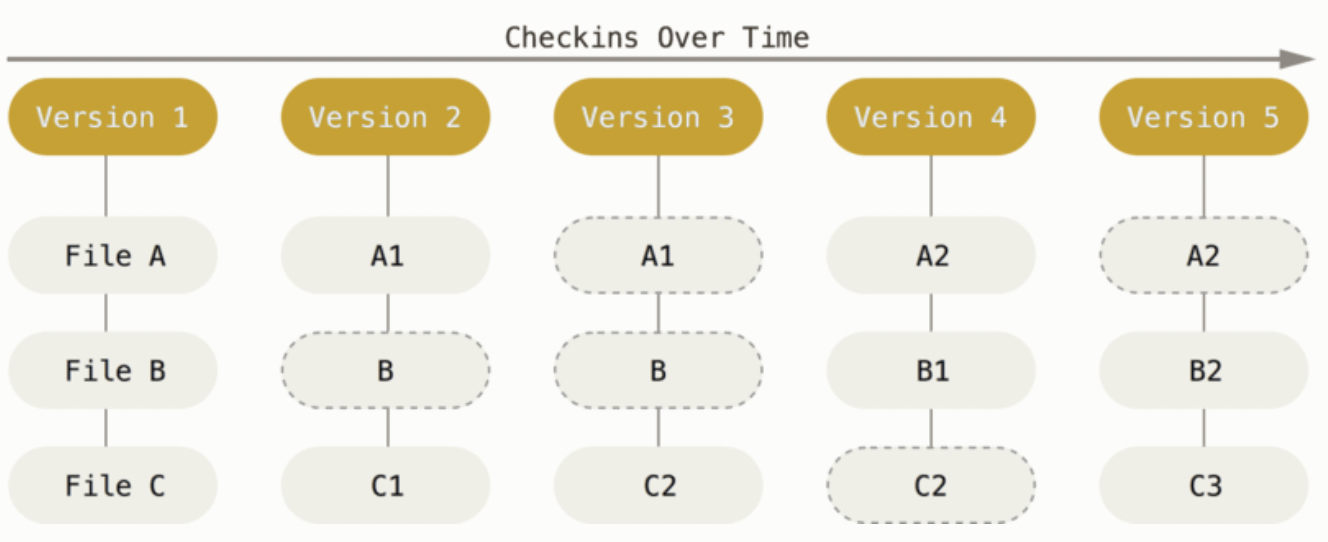 Checkins Over Time
Version 1 Version 2 Version 3 Version 4 Version 5
File A A1 A1 A2 A2
File B B B B1 B2
File C C1 C2 C2 C3